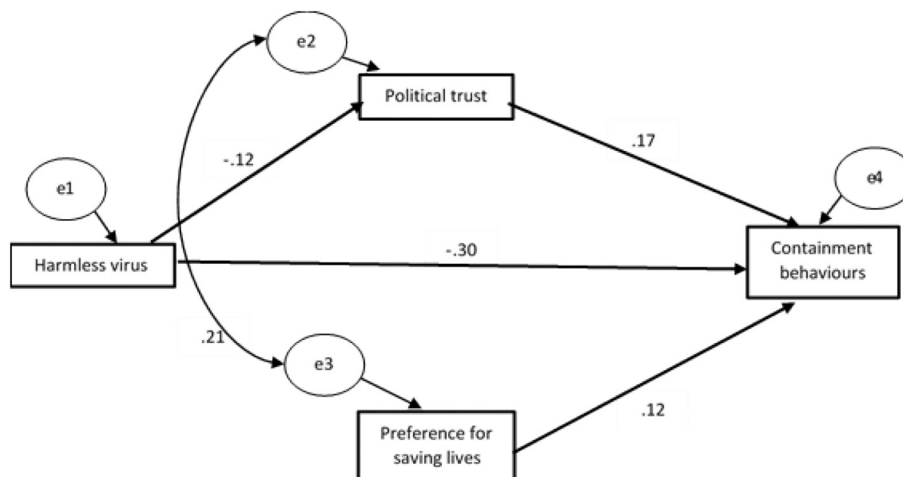 e2
Political trust
-.12
.17
e1
e4
Harmless virus
-.30
Containment
behaviours
.21
e3
.12
Preference for
saving lives